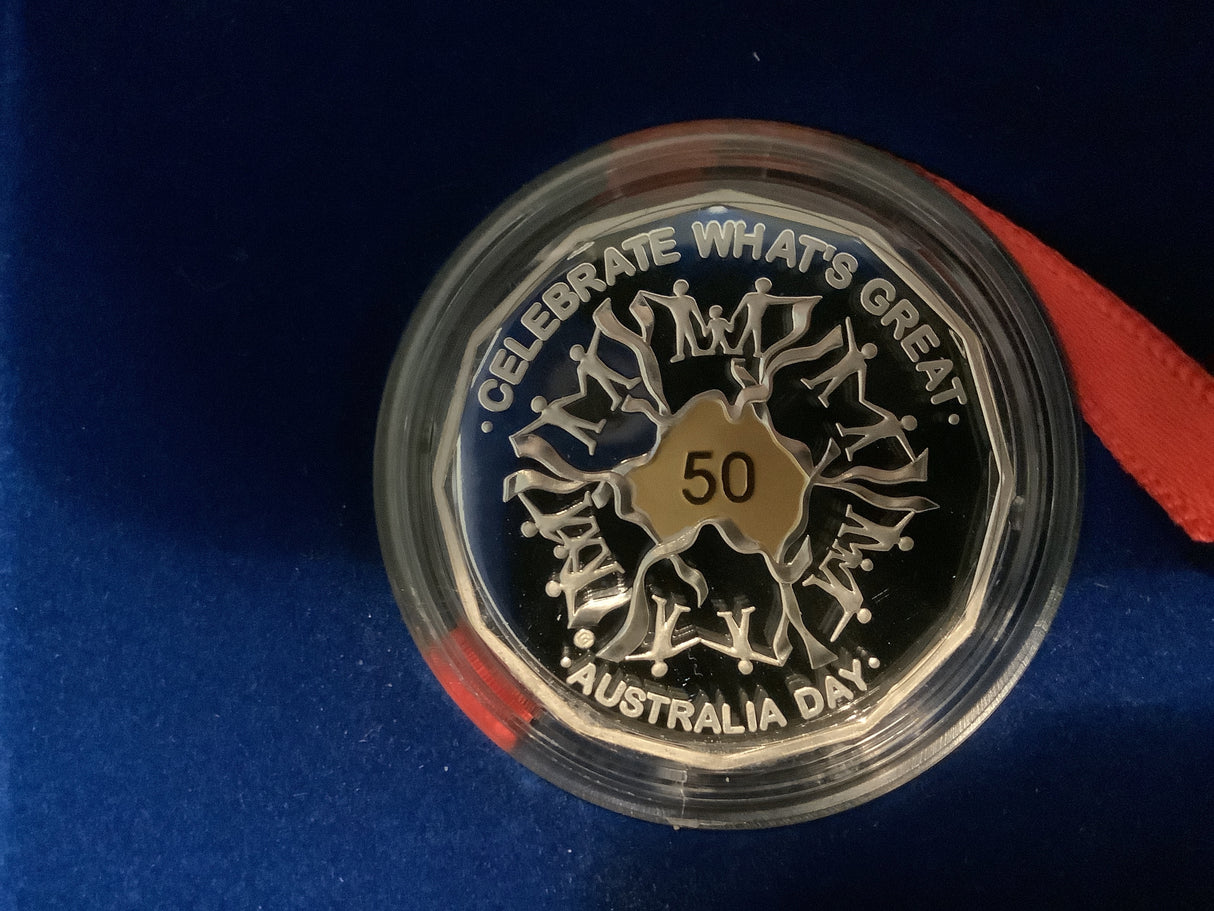 · CELEBRATE WHAT'S GREAT ·
50
· AUSTRALIA DAY ·